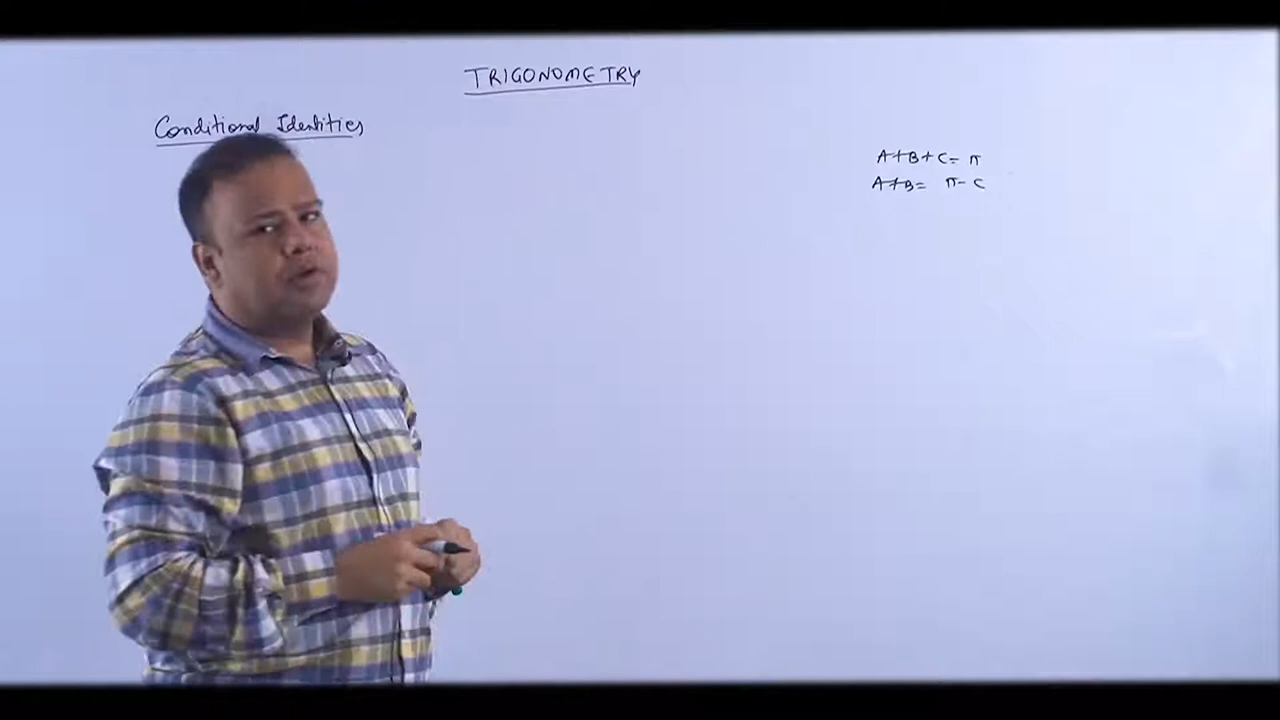 TRIGONOMETRY
Conditional Identities
A+B+C= π
A+B= π-C